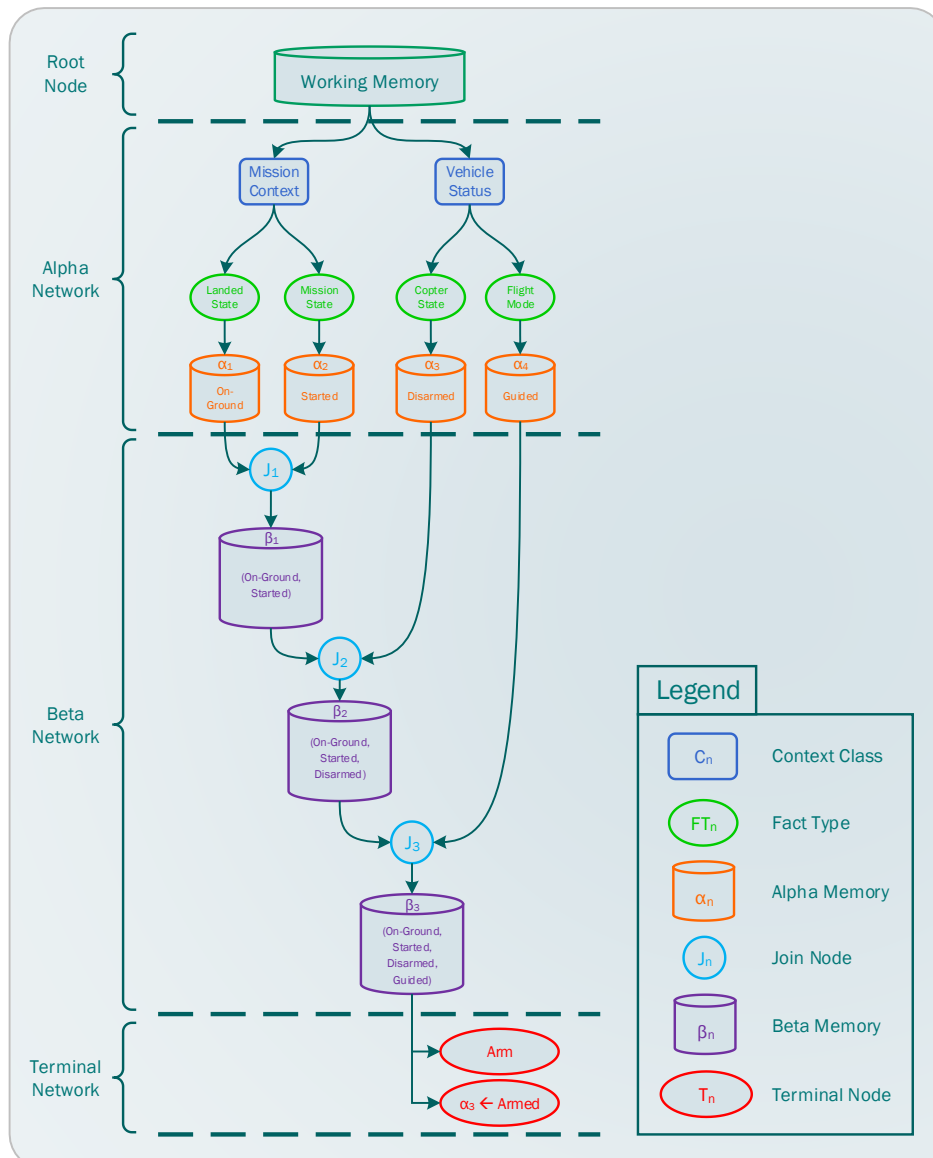 Root
Node
Working Memory
Mission
Context
Vehicle
Status
Alpha
Network
Landed
State
Mission
State
Copter
State
Flight
Mode
α₁
On-
Ground
α₂
Started
α₃
Disarmed
α₄
Guided
J₁
β₁
(On-Ground,
Started)
J₂
Beta
Network
β₂
(On-Ground,
Started,
Disarmed)
J₃
β₃
(On-Ground,
Started,
Disarmed,
Guided)
Terminal
Network
Arm
α₃ ← Armed
Legend
Cₙ Context Class
FTₙ Fact Type
αₙ Alpha Memory
Jₙ Join Node
βₙ Beta Memory
Tₙ Terminal Node